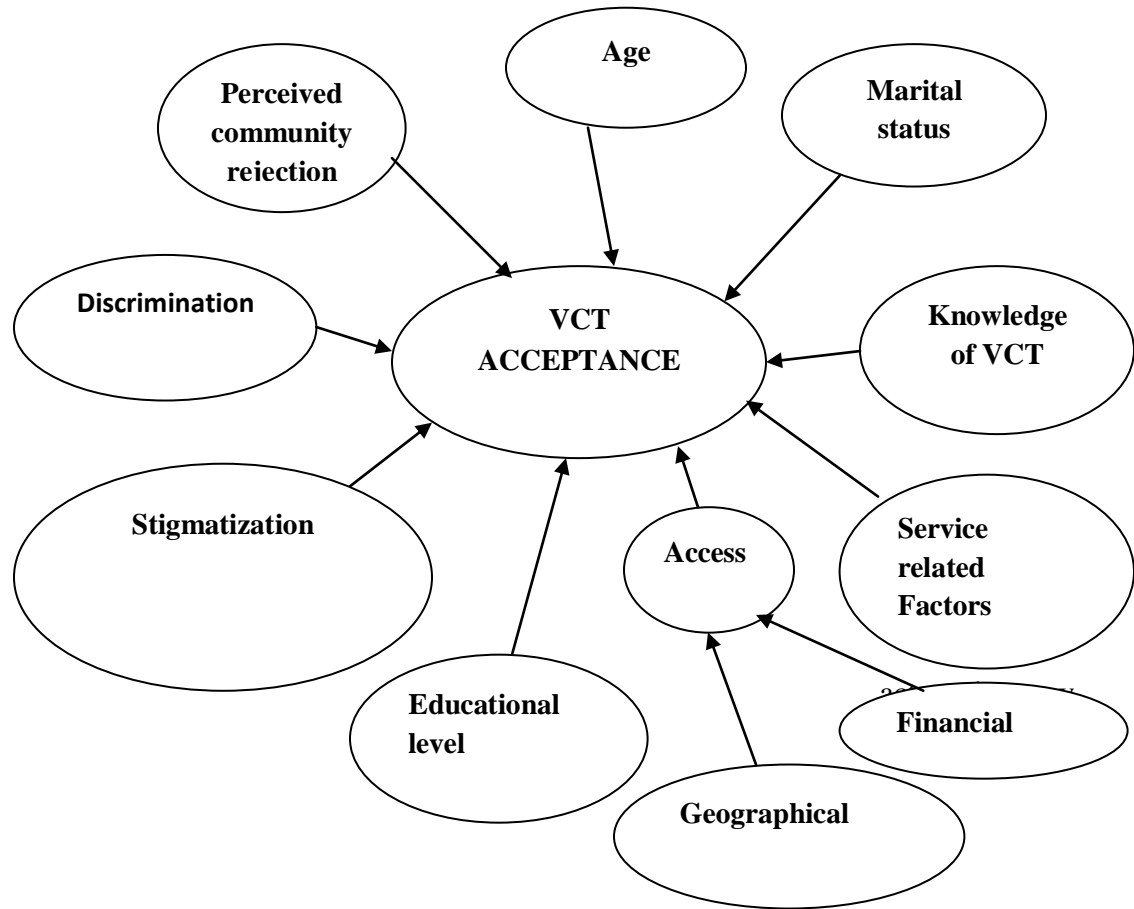 Age
Perceived
community
rejection
Marital
status
Discrimination
VCT
ACCEPTANCE
Knowledge
of VCT
Stigmatization
Access
Service
related
Factors
Educational
level
Financial
Geographical